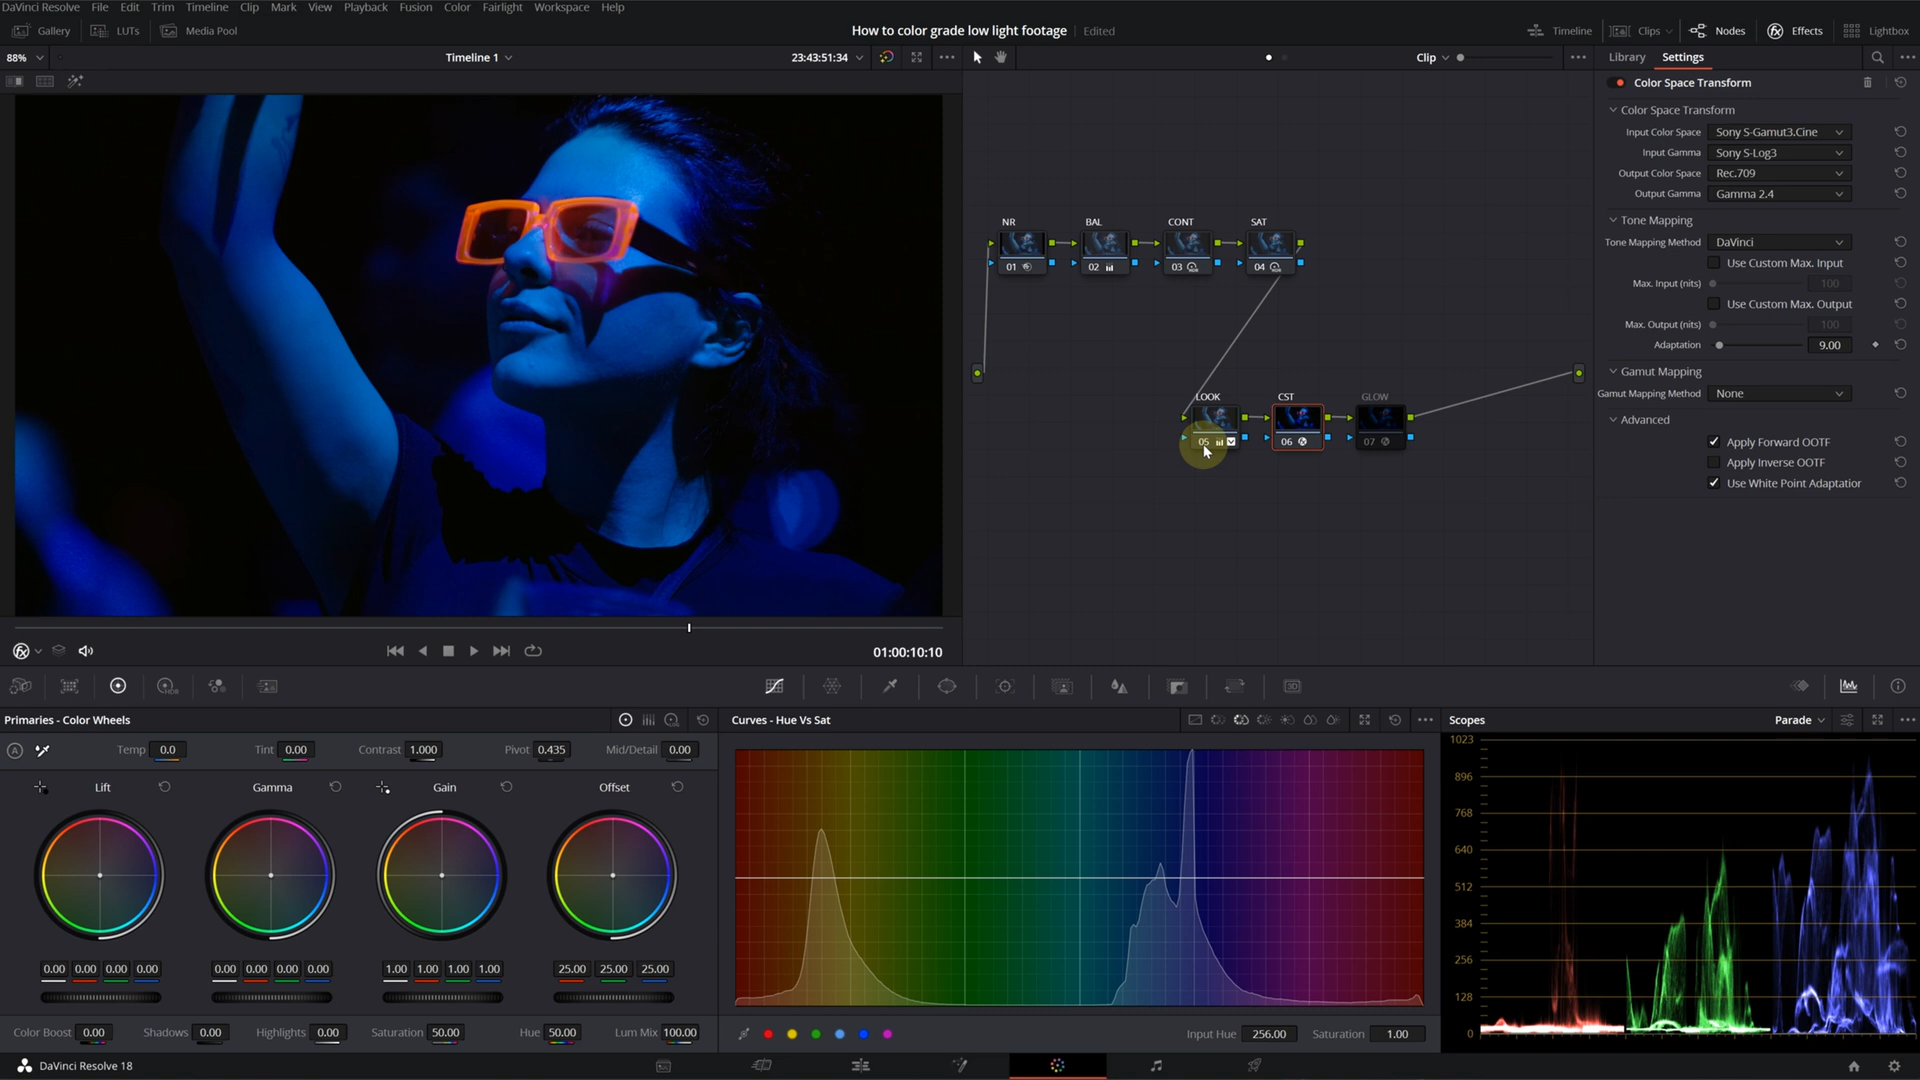 DaVinci Resolve File Edit Trim Timeline Clip Mark View Playback Fusion Color Fairlight Workspace Help
Gallery LUTs Media Pool How to color grade low light footage Edited Timeline Clips Nodes Effects Lightbox
88% Timeline 1 23:43:51:34 Clip Library Settings
Color Space Transform
Color Space Transform
Input Color Space Sony S-Gamut3.Cine
Input Gamma Sony S-Log3
Output Color Space Rec.709
Output Gamma Gamma 2.4
Tone Mapping
Tone Mapping Method DaVinci
Use Custom Max. Input
Max. Input (nits) 100
Use Custom Max. Output
Max. Output (nits) 100
Adaptation 9.00
Gamut Mapping
Gamut Mapping Method None
Advanced
Apply Forward OOTF
Apply Inverse OOTF
Use White Point Adaptatior
NR BAL CONT SAT
01 02 03 04
LOOK CST GLOW
05 06 07
01:00:10:10
HDR
3D
Primaries - Color Wheels
Temp 0.0 Tint 0.00 Contrast 1.000 Pivot 0.435 Mid/Detail 0.00
Lift Gamma Gain Offset
0.00 0.00 0.00 0.00 0.00 0.00 0.00 0.00 1.00 1.00 1.00 1.00 25.00 25.00 25.00
Color Boost 0.00 Shadows 0.00 Highlights 0.00 Saturation 50.00 Hue 50.00 Lum Mix 100.00
Curves - Hue Vs Sat
Input Hue 256.00 Saturation 1.00
Scopes Parade
1023
896
768
640
512
384
256
128
0
DaVinci Resolve 18